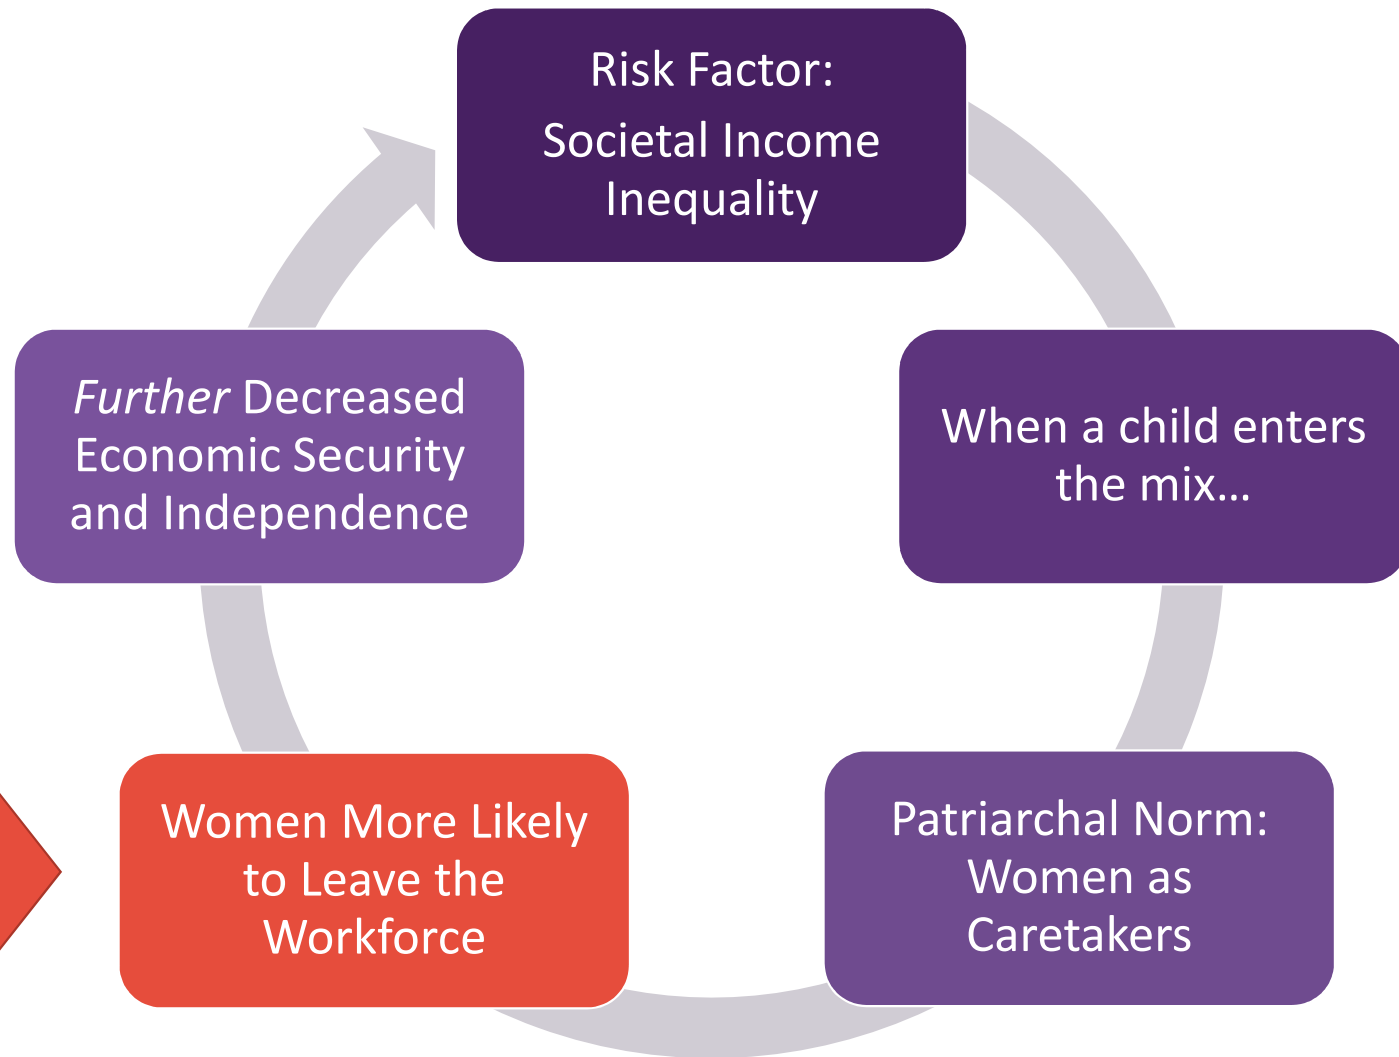 Risk Factor:
Societal Income
Inequality
When a child enters
the mix…
Patriarchal Norm:
Women as
Caretakers
Women More Likely
to Leave the
Workforce
Further Decreased
Economic Security
and Independence